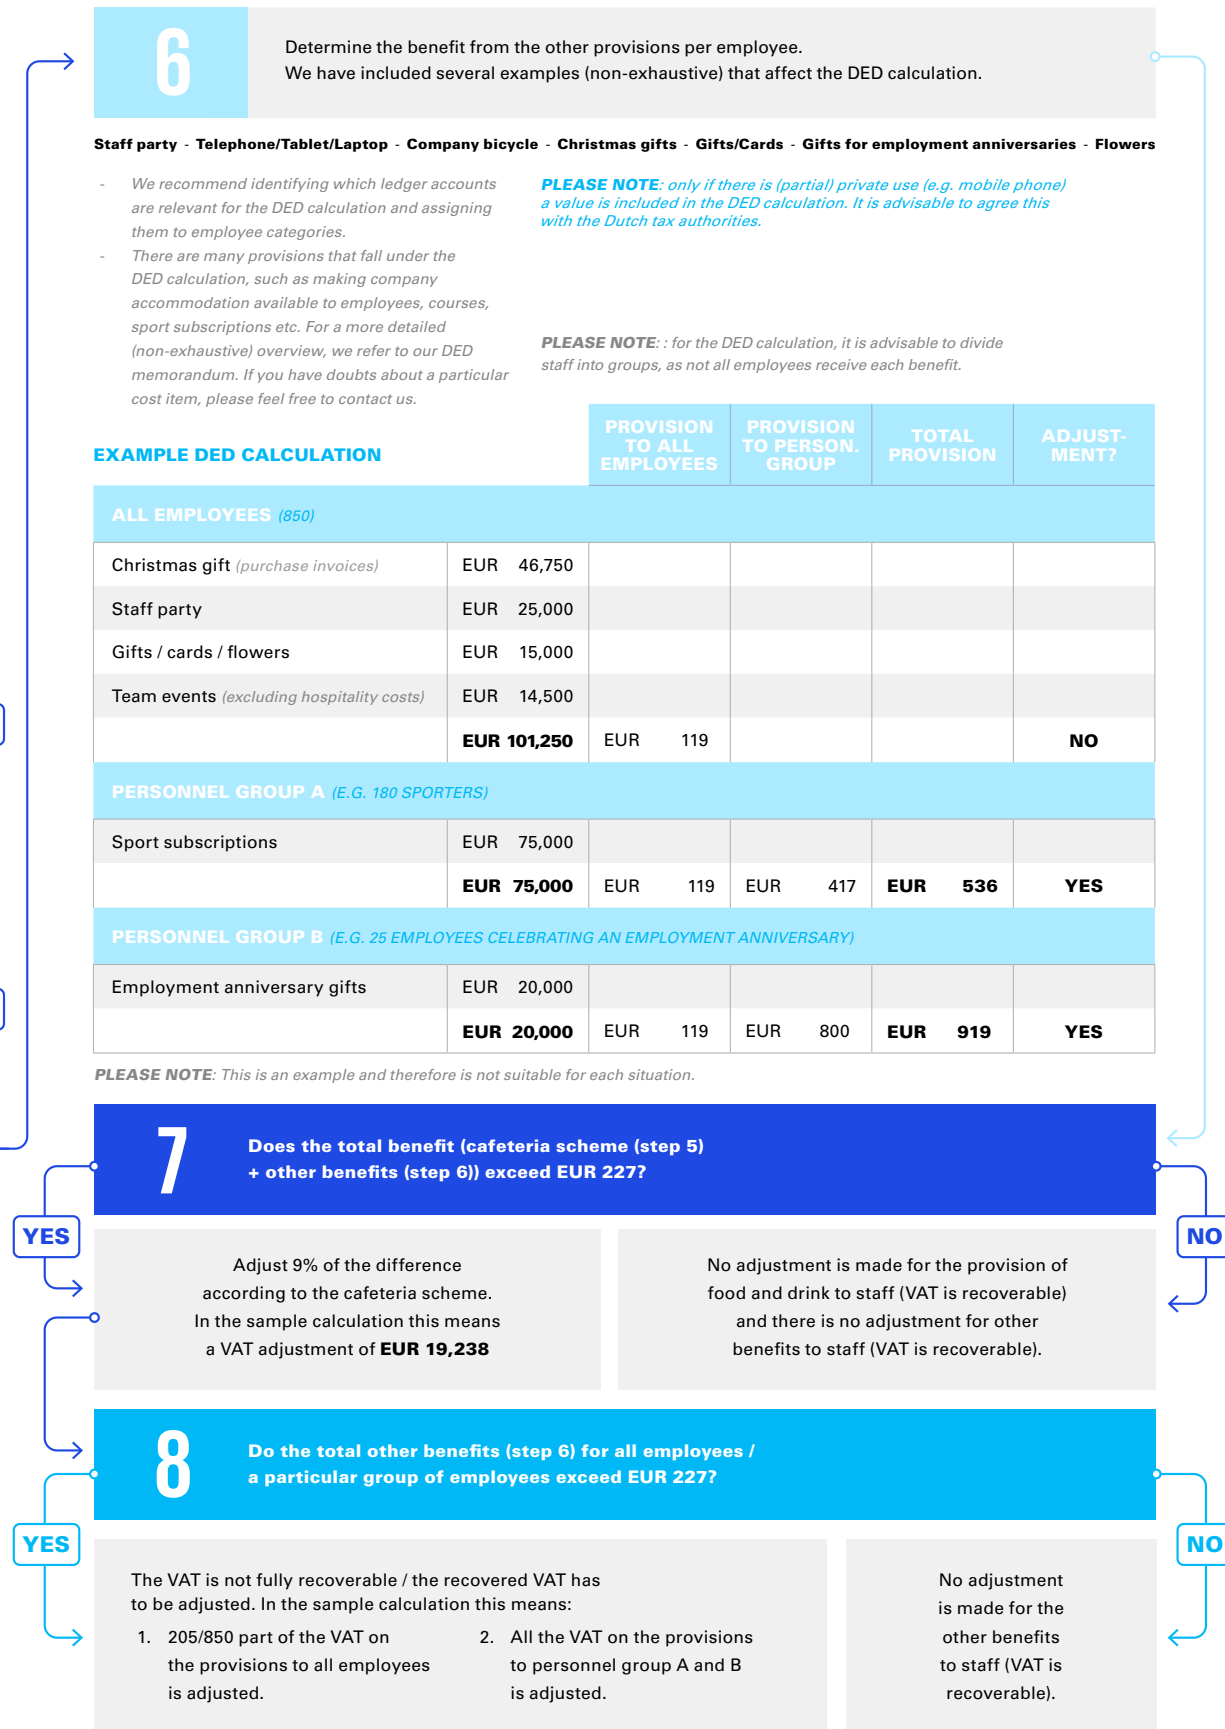 6
Determine the benefit from the other provisions per employee.
We have included several examples (non-exhaustive) that affect the DED calculation.
Staff party - Telephone/Tablet/Laptop - Company bicycle - Christmas gifts - Gifts/Cards - Gifts for employment anniversaries - Flowers
- We recommend identifying which ledger accounts
are relevant for the DED calculation and assigning
them to employee categories.
- There are many provisions that fall under the
DED calculation, such as making company
accommodation available to employees, courses,
sport subscriptions etc. For a more detailed
(non-exhaustive) overview, we refer to our DED
memorandum. If you have doubts about a particular
cost item, please feel free to contact us.
PLEASE NOTE: only if there is (partial) private use (e.g. mobile phone)
a value is included in the DED calculation. It is advisable to agree this
with the Dutch tax authorities.
PLEASE NOTE: : for the DED calculation, it is advisable to divide
staff into groups, as not all employees receive each benefit.
EXAMPLE DED CALCULATION
PROVISION
TO ALL
EMPLOYEES
PROVISION
TO PERSON.
GROUP
TOTAL
PROVISION
ADJUST-
MENT?
ALL EMPLOYEES (850)
Christmas gift (purchase invoices) EUR 46,750
Staff party EUR 25,000
Gifts / cards / flowers EUR 15,000
Team events (excluding hospitality costs) EUR 14,500
EUR 101,250 EUR 119 NO
PERSONNEL GROUP A (E.G. 180 SPORTERS)
Sport subscriptions EUR 75,000
EUR 75,000 EUR 119 EUR 417 EUR 536 YES
PERSONNEL GROUP B (E.G. 25 EMPLOYEES CELEBRATING AN EMPLOYMENT ANNIVERSARY)
Employment anniversary gifts EUR 20,000
EUR 20,000 EUR 119 EUR 800 EUR 919 YES
PLEASE NOTE: This is an example and therefore is not suitable for each situation.
7
Does the total benefit (cafeteria scheme (step 5)
+ other benefits (step 6)) exceed EUR 227?
YES
NO
Adjust 9% of the difference
according to the cafeteria scheme.
In the sample calculation this means
a VAT adjustment of EUR 19,238
No adjustment is made for the provision of
food and drink to staff (VAT is recoverable)
and there is no adjustment for other
benefits to staff (VAT is recoverable).
8
Do the total other benefits (step 6) for all employees /
a particular group of employees exceed EUR 227?
YES
NO
The VAT is not fully recoverable / the recovered VAT has
to be adjusted. In the sample calculation this means:
1. 205/850 part of the VAT on
the provisions to all employees
is adjusted.
2. All the VAT on the provisions
to personnel group A and B
is adjusted.
No adjustment
is made for the
other benefits
to staff (VAT is
recoverable).